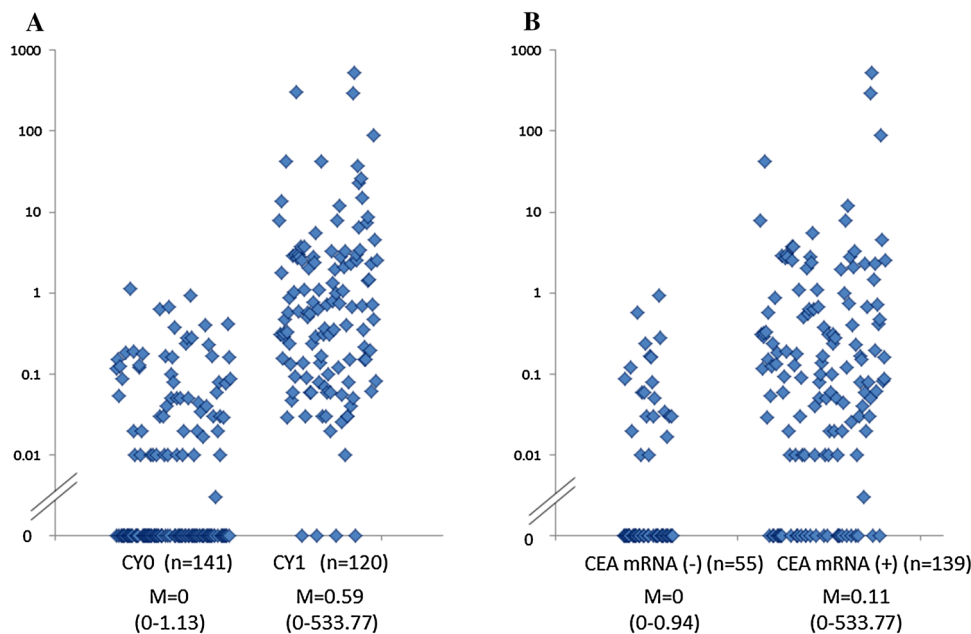 A
1000
100
10
1
0.1
0.01
0
CY0 (n=141) CY1 (n=120)
M=0 M=0.59
(0-1.13) (0-533.77)
B
1000
100
10
1
0.1
0.01
0
CEA mRNA (-) (n=55) CEA mRNA (+) (n=139)
M=0 M=0.11
(0-0.94) (0-533.77)